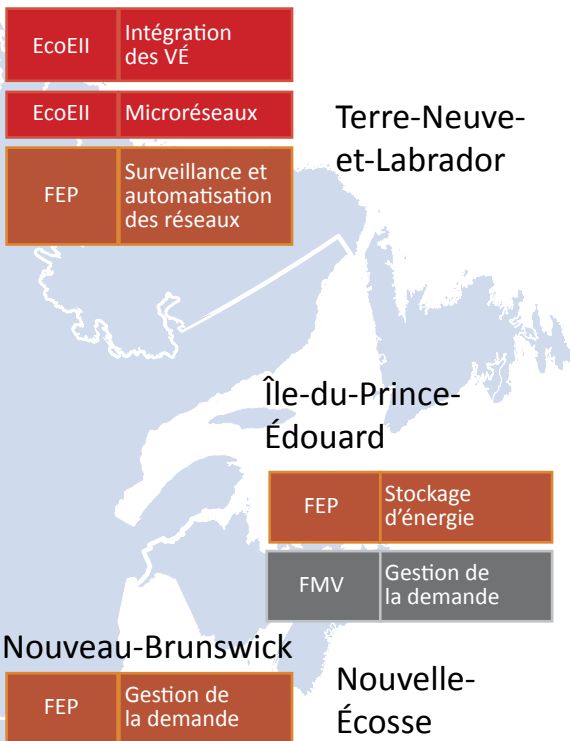 EcoEII
Intégration
des VÉ
EcoEII
Microréseaux
FEP
Surveillance et
automatisation
des réseaux
Terre-Neuve-
et-Labrador
Île-du-Prince-
Édouard
FEP
Stockage
d'énergie
FMV
Gestion de
la demande
Nouveau-Brunswick
FEP
Gestion de
la demande
Nouvelle-
Écosse